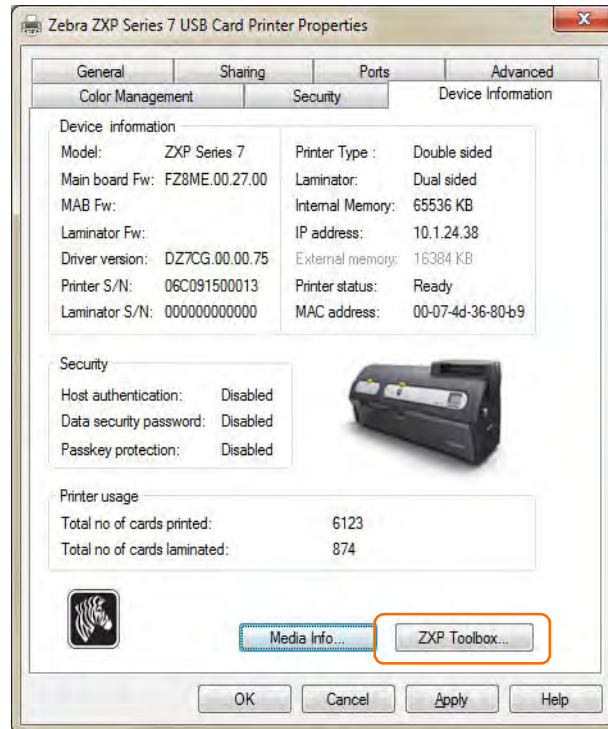 Zebra ZXP Series 7 USB Card Printer Properties
General Sharing Ports Advanced
Color Management Security Device Information
Device information
Model: ZXP Series 7
Main board Fw: FZ8ME.00.27.00
MAB Fw:
Laminator Fw:
Driver version: DZ7CG.00.00.75
Printer S/N: 06C091500013
Laminator S/N: 000000000000
Printer Type : Double sided
Laminator: Dual sided
Internal Memory: 65536 KB
IP address: 10.1.24.38
External memory: 16384 KB
Printer status: Ready
MAC address: 00-07-4d-36-80-b9
Security
Host authentication: Disabled
Data security password: Disabled
Passkey protection: Disabled
Printer usage
Total no of cards printed: 6123
Total no of cards laminated: 874
Media Info... ZXP Toolbox...
OK Cancel Apply Help